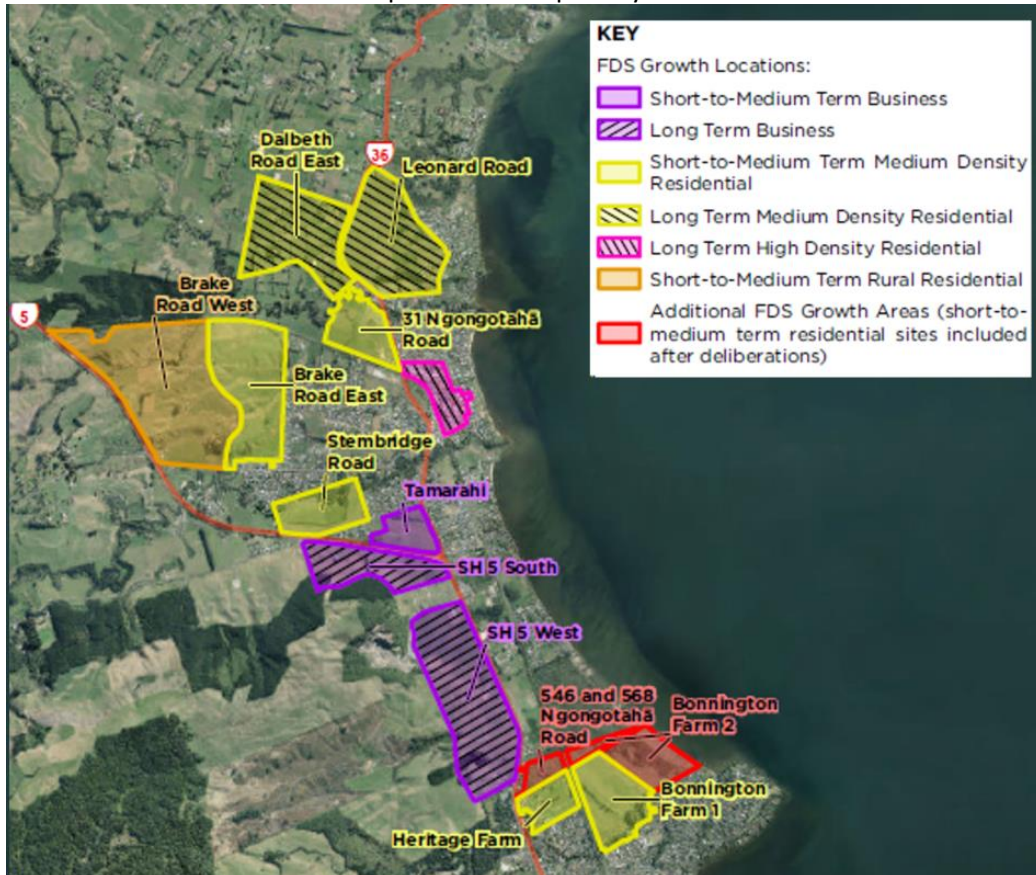 KEY
FDS Growth Locations:
Short-to-Medium Term Business
Long Term Business
Short-to-Medium Term Medium Density
Residential
Long Term Medium Density Residential
Long Term High Density Residential
Short-to-Medium Term Rural Residential
Additional FDS Growth Areas (short-to-
medium term residential sites included
after deliberations)
Dalbeth
Road East
36
Leonard Road
Brake
Road West
5
31 Ngongotahā
Road
Brake
Road East
Stembridge
Road
Tamarahi
SH 5 South
SH 5 West
546 and 568
Ngongotahā
Road
Bonnington
Farm 2
Bonnington
Farm 1
Heritage Farm